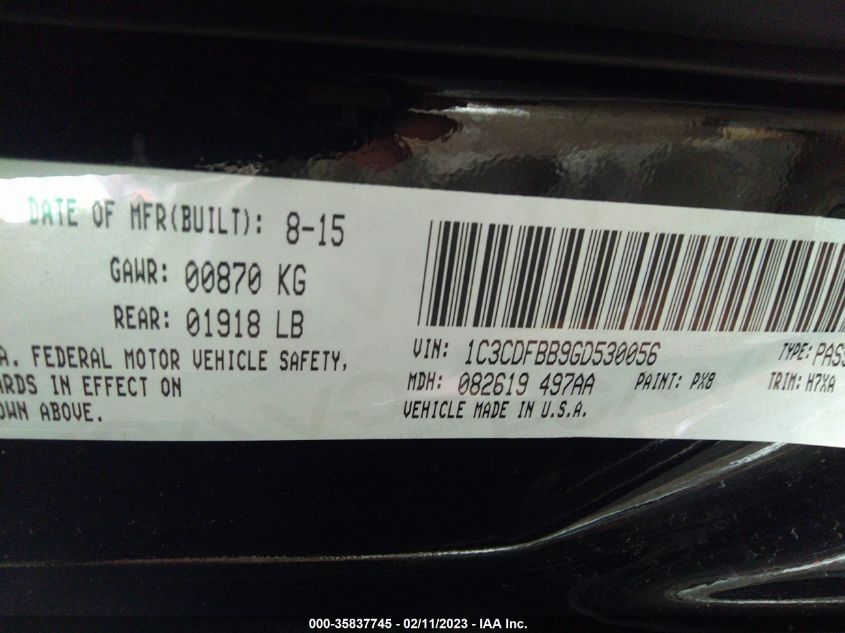 DATE OF MFR(BUILT): 8-15
GAWR: 00870 KG
REAR: 01918 LB
A. FEDERAL MOTOR VEHICLE SAFETY,
ARDS IN EFFECT ON
OWN ABOVE.
VIN: 1C3CDFBB9GD530056 TYPE: PASS
MDH: 082619 497AA PAINT: PX8 TRIM: H7XA
VEHICLE MADE IN U.S.A.
000-35837745 - 02/11/2023 - IAA Inc.